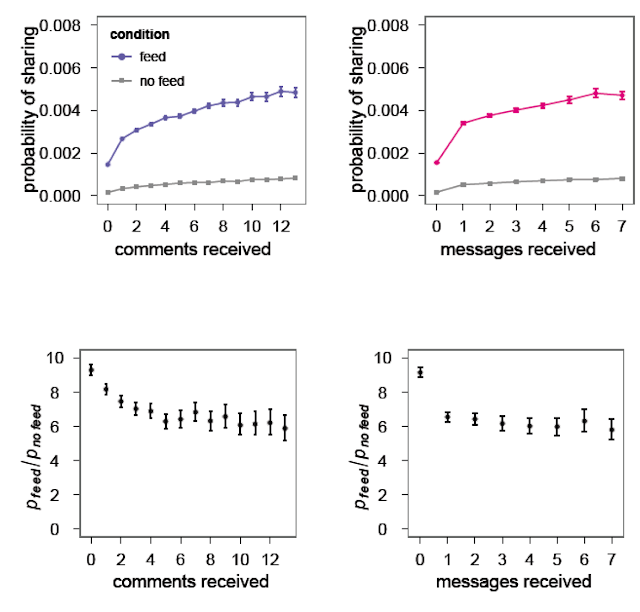 0.008
0.006
0.004
0.002
0.000
probability of sharing
condition
feed
no feed
0 2 4 6 8 10 12
comments received
0.008
0.006
0.004
0.002
0.000
probability of sharing
0 1 2 3 4 5 6 7
messages received
10
8
6
4
2
0
pfeed/pno feed
0 2 4 6 8 10 12
comments received
10
8
6
4
2
0
pfeed/pno feed
0 1 2 3 4 5 6 7
messages received